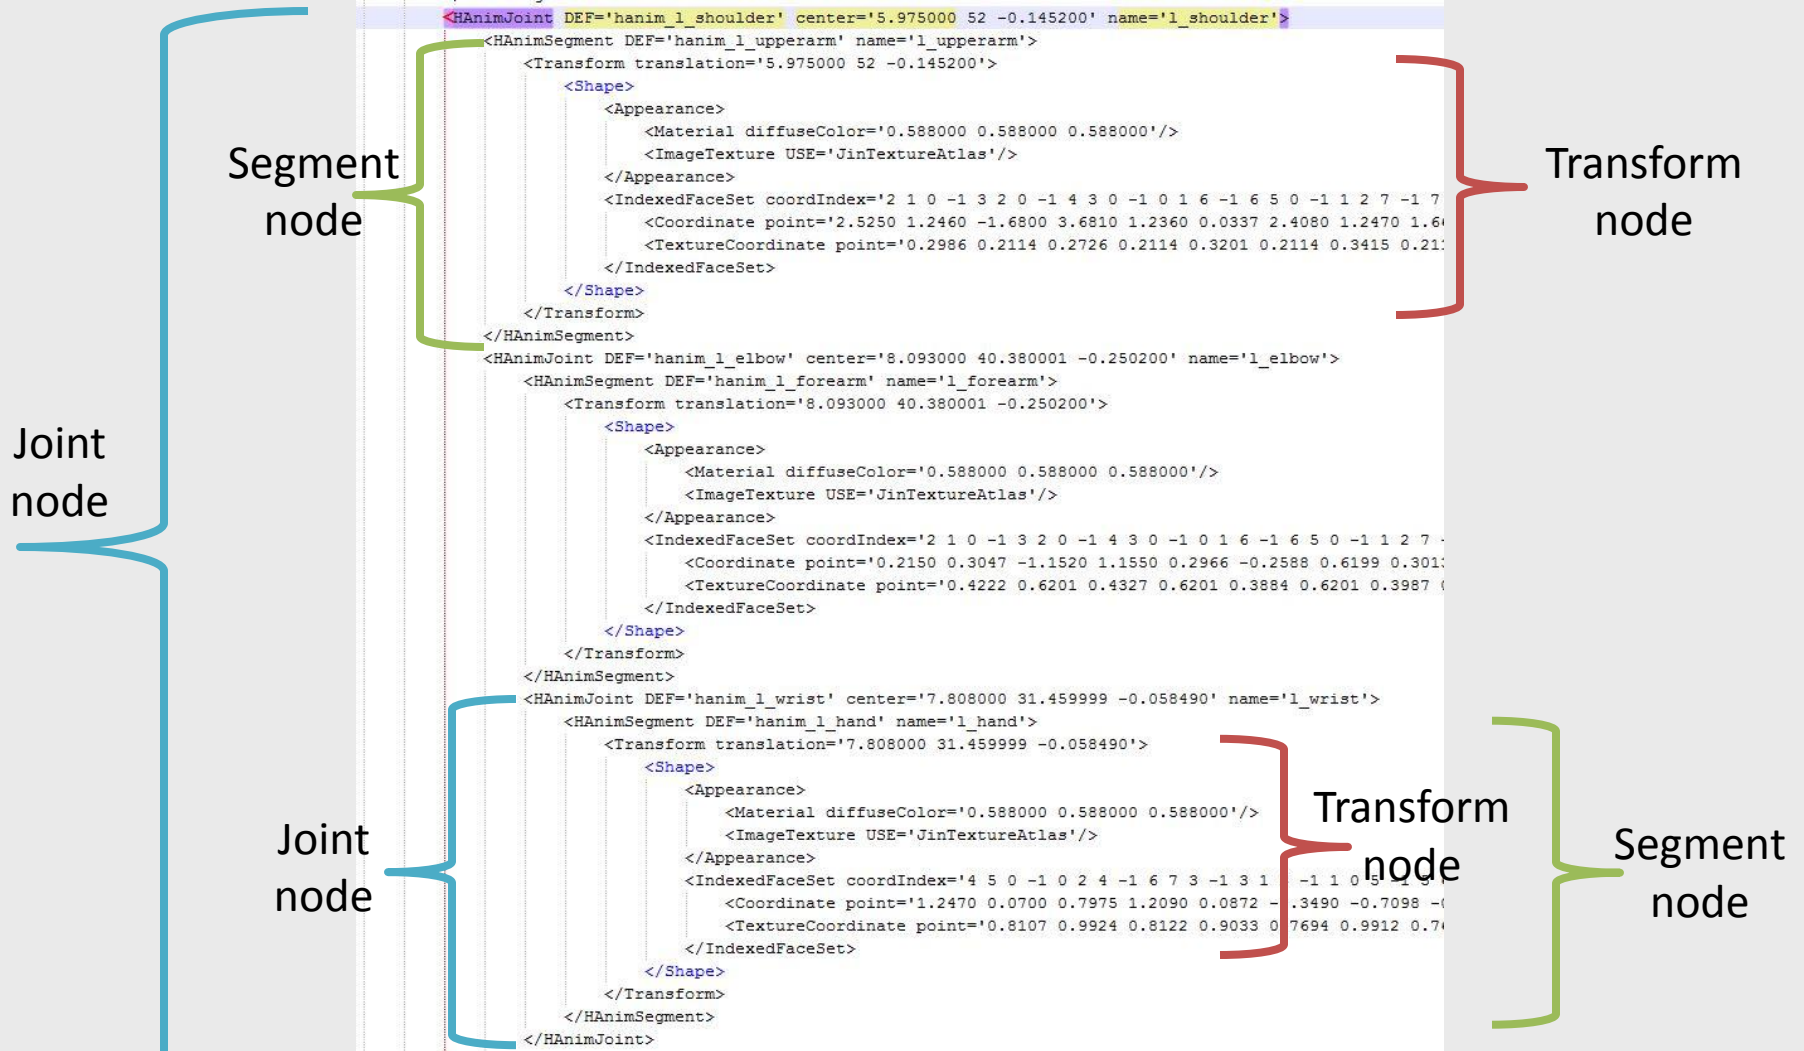 <HAnimJoint DEF='hanim_l_shoulder' center='5.975000 52 -0.145200' name='l_shoulder'>
<HAnimSegment DEF='hanim_l_upperarm' name='l_upperarm'>
<Transform translation='5.975000 52 -0.145200'>
<Shape>
<Appearance>
<Material diffuseColor='0.588000 0.588000 0.588000'/>
<ImageTexture USE='JinTextureAtlas'/>
</Appearance>
<IndexedFaceSet coordIndex='2 1 0 -1 3 2 0 -1 4 3 0 -1 0 1 6 -1 6 5 0 -1 1 2 7 -1 7
<Coordinate point='2.5250 1.2460 -1.6800 3.6810 1.2360 0.0337 2.4080 1.2470 1.6
<TextureCoordinate point='0.2986 0.2114 0.2726 0.2114 0.3201 0.2114 0.3415 0.21
</IndexedFaceSet>
</Shape>
</Transform>
</HAnimSegment>
Segment
node
Transform
node
<HAnimJoint DEF='hanim_l_elbow' center='8.093000 40.380001 -0.250200' name='l_elbow'>
<HAnimSegment DEF='hanim_l_forearm' name='l_forearm'>
<Transform translation='8.093000 40.380001 -0.250200'>
<Shape>
<Appearance>
<Material diffuseColor='0.588000 0.588000 0.588000'/>
<ImageTexture USE='JinTextureAtlas'/>
</Appearance>
<IndexedFaceSet coordIndex='2 1 0 -1 3 2 0 -1 4 3 0 -1 0 1 6 -1 6 5 0 -1 1 2 7 -
<Coordinate point='0.2150 0.3047 -1.1520 1.1550 0.2966 -0.2588 0.6199 0.301
<TextureCoordinate point='0.4222 0.6201 0.4327 0.6201 0.3884 0.6201 0.3987
</IndexedFaceSet>
</Shape>
</Transform>
</HAnimSegment>
Joint
node
<HAnimJoint DEF='hanim_l_wrist' center='7.808000 31.459999 -0.058490' name='l_wrist'>
<HAnimSegment DEF='hanim_l_hand' name='l_hand'>
<Transform translation='7.808000 31.459999 -0.058490'>
<Shape>
<Appearance>
<Material diffuseColor='0.588000 0.588000 0.588000'/>
<ImageTexture USE='JinTextureAtlas'/>
</Appearance>
<IndexedFaceSet coordIndex='4 5 0 -1 0 2 4 -1 6 7 3 -1 3 1 -1 1 0
<Coordinate point='1.2470 0.0700 0.7975 1.2090 0.0872 .3490 -0.7098
<TextureCoordinate point='0.8107 0.9924 0.8122 0.9033 0 7694 0.9912 0.7
</IndexedFaceSet>
</Shape>
</Transform>
</HAnimSegment>
</HAnimJoint>
Joint
node
Transform
node
Segment
node